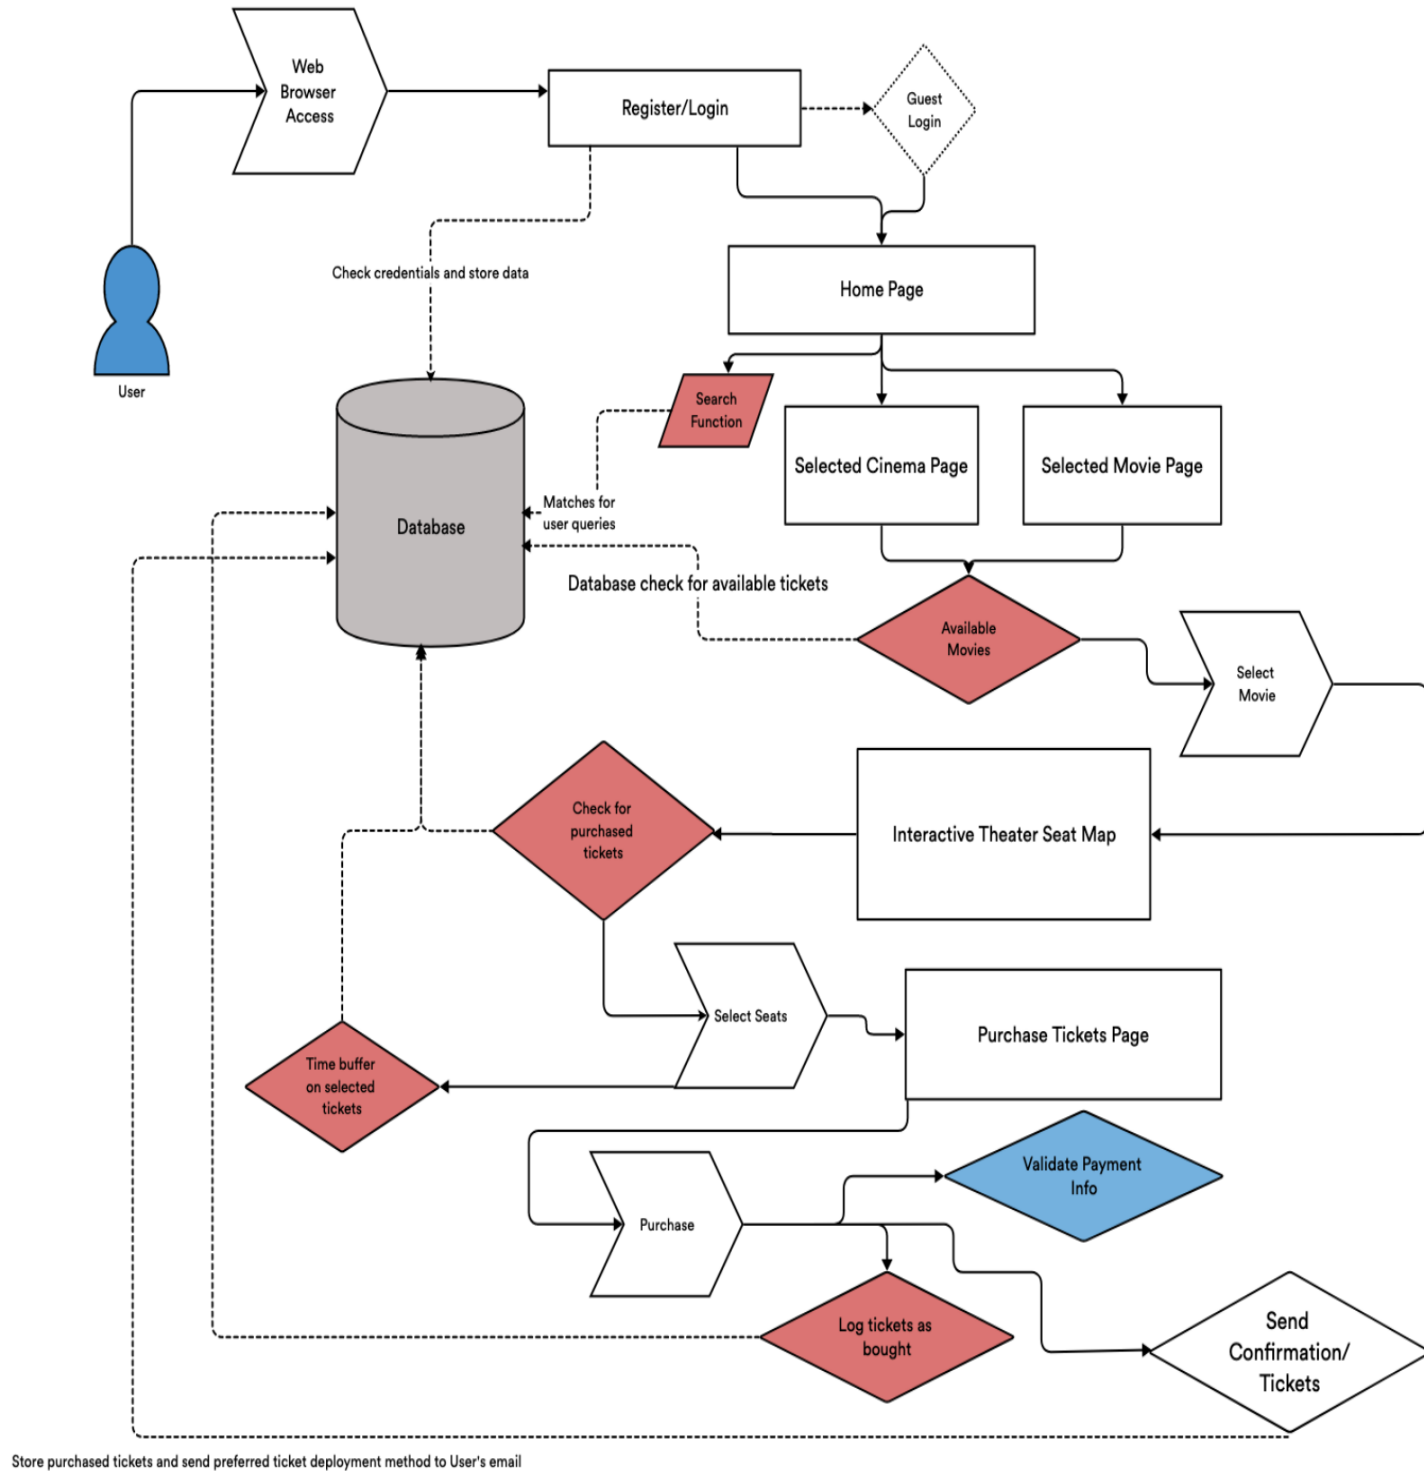 Web
Browser
Access
Register/Login
Guest
Login
Check credentials and store data
Home Page
User
Search
Function
Selected Cinema Page
Selected Movie Page
Matches for
user queries
Database
Database check for available tickets
Available
Movies
Select
Movie
Check for
purchased
tickets
Interactive Theater Seat Map
Select Seats
Purchase Tickets Page
Time buffer
on selected
tickets
Validate Payment
Info
Purchase
Log tickets as
bought
Send
Confirmation/
Tickets
Store purchased tickets and send preferred ticket deployment method to User's email